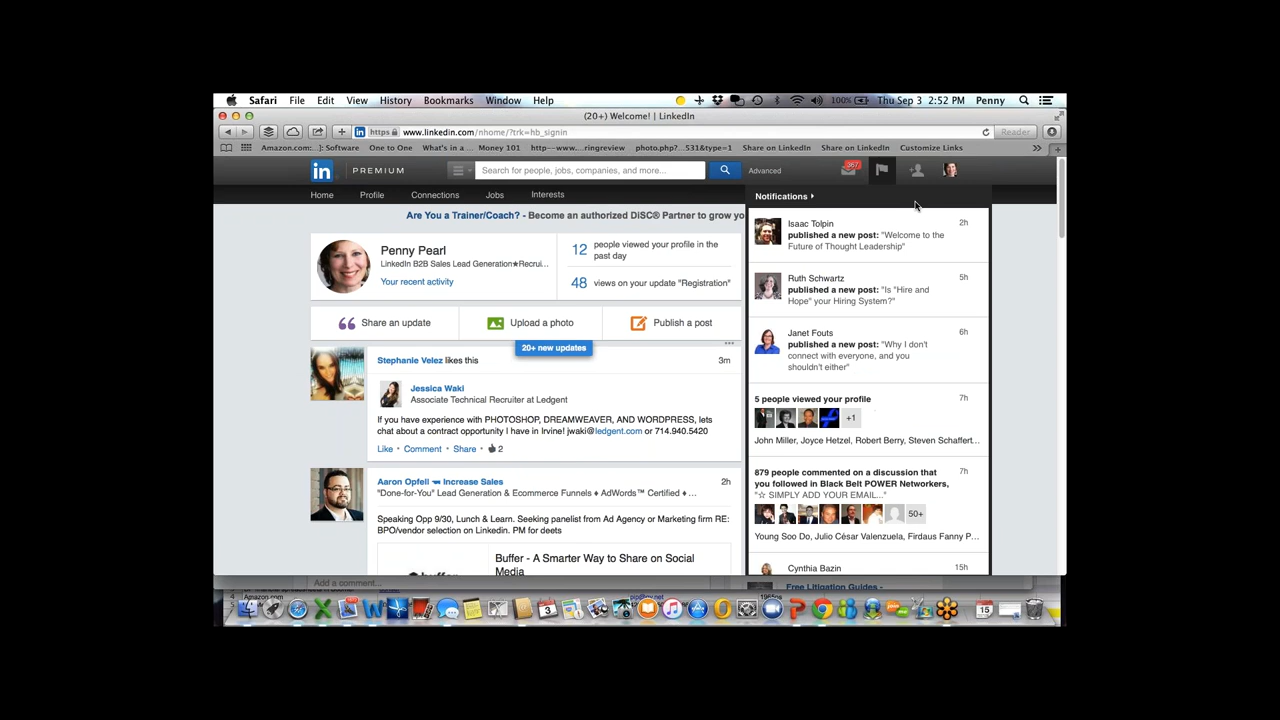 Safari File Edit View History Bookmarks Window Help 100% Thu Sep 3 2:52 PM Penny
(20+) Welcome! | LinkedIn
https www.linkedin.com/nhome/?trk=hb_signin Reader
Amazon.com:...]: Software One to One What's in a ... Money 101 http--www....ringreview photo.php?...531&type=1 Share on LinkedIn Share on LinkedIn Customize Links
in PREMIUM Search for people, jobs, companies, and more... Advanced 367
Home Profile Connections Jobs Interests
Are You a Trainer/Coach? - Become an authorized DiSC® Partner to grow yo
Penny Pearl
LinkedIn B2B Sales Lead Generation★Recrui...
Your recent activity
12 people viewed your profile in the
past day
48 views on your update "Registration"
Share an update Upload a photo Publish a post
20+ new updates
Stephanie Velez likes this 3m
Jessica Waki
Associate Technical Recruiter at Ledgent
If you have experience with PHOTOSHOP, DREAMWEAVER, AND WORDPRESS, lets
chat about a contract opportunity I have in Irvine! jwaki@ledgent.com or 714.940.5420
Like • Comment • Share • 2
Aaron Opfell Increase Sales 2h
"Done-for-You" Lead Generation & Ecommerce Funnels ♦ AdWords™ Certified ♦ ...
Speaking Opp 9/30, Lunch & Learn. Seeking panelist from Ad Agency or Marketing firm RE:
BPO/vendor selection on Linkedin. PM for deets
Buffer - A Smarter Way to Share on Social
Media
Notifications
Isaac Tolpin 2h
published a new post: "Welcome to the
Future of Thought Leadership"
Ruth Schwartz 5h
published a new post: "Is "Hire and
Hope" your Hiring System?"
Janet Fouts 6h
published a new post: "Why I don't
connect with everyone, and you
shouldn't either"
5 people viewed your profile 7h
+1
John Miller, Joyce Hetzel, Robert Berry, Steven Schaffert...
879 people commented on a discussion that 7h
you followed in Black Belt POWER Networkers,
"☆ SIMPLY ADD YOUR EMAIL..."
50+
Young Soo Do, Julio César Valenzuela, Firdaus Fanny P...
Cynthia Bazin 15h
Add a comment...
Free Litigation Guides -
Amazon.com
3
15